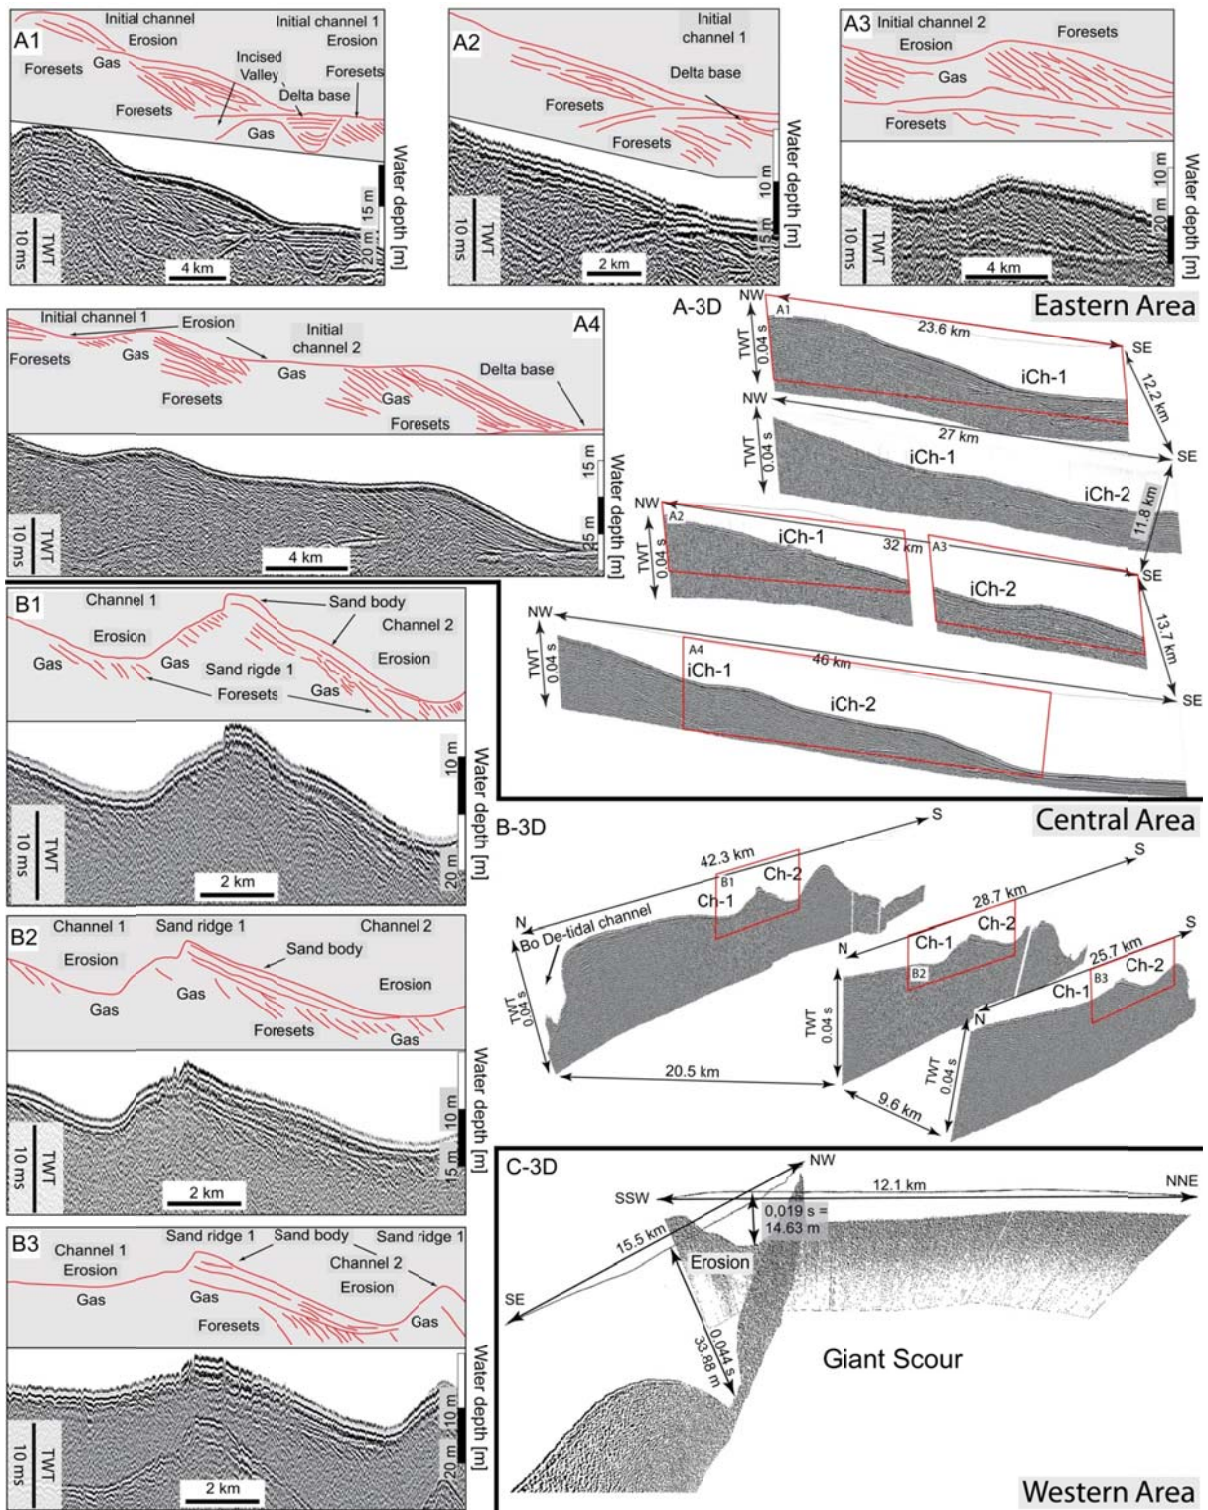 A1
Initial channel
Erosion
Initial channel 1
Erosion
Foresets
Gas
Incised
Valley
Foresets
Delta base
Foresets
Gas
Water depth [m]
15 m
20 m
TWT
10 ms
4 km
A2
Initial
channel 1
Delta base
Foresets
Foresets
Water depth [m]
10 m
15 m
TWT
10 ms
2 km
A3
Initial channel 2
Erosion
Foresets
Gas
Foresets
Water depth [m]
10 m
20 m
TWT
10 ms
4 km
A4
Initial channel 1
Erosion
Initial
channel 2
Foresets
Gas
Gas
Delta base
Foresets
Gas
Foresets
Water depth [m]
15 m
25 m
TWT
10 ms
4 km
A-3D
Eastern Area
NW
A1
23.6 km
SE
TWT
0.04 s
iCh-1
12.2 km
NW
27 km
SE
TWT
0.04 s
iCh-1
iCh-2
11.8 km
NW
A2
iCh-1
32 km
A3
SE
TWT
0.04 s
iCh-2
13.7 km
NW
A4
46 km
SE
TWT
0.04 s
iCh-1
iCh-2
B1
Channel 1
Sand body
Channel 2
Erosion
Erosion
Gas
Gas
Sand rigde 1
Gas
Foresets
Water depth [m]
10 m
20 m
TWT
10 ms
2 km
B2
Channel 1
Sand ridge 1
Channel 2
Erosion
Sand body
Erosion
Gas
Gas
Foresets
Gas
Water depth [m]
10 m
15 m
TWT
10 ms
2 km
B3
Channel 1
Erosion
Sand ridge 1
Sand body
Sand ridge 1
Channel 2
Erosion
Gas
Gas
Foresets
Water depth [m]
10 m
20 m
TWT
10 ms
2 km
B-3D
Central Area
S
42.3 km
B1
Ch-2
Ch-1
N
Bo De-tidal channel
TWT
0.04 s
20.5 km
S
28.7 km
Ch-2
Ch-1
N
B2
TWT
0.04 s
9.6 km
S
25.7 km
Ch-2
B3
Ch-1
N
TWT
0.04 s
C-3D
NW
SSW
12.1 km
NNE
0,019 s =
14.63 m
15.5 km
Erosion
SE
0.044 s
33.88 m
Giant Scour
Western Area